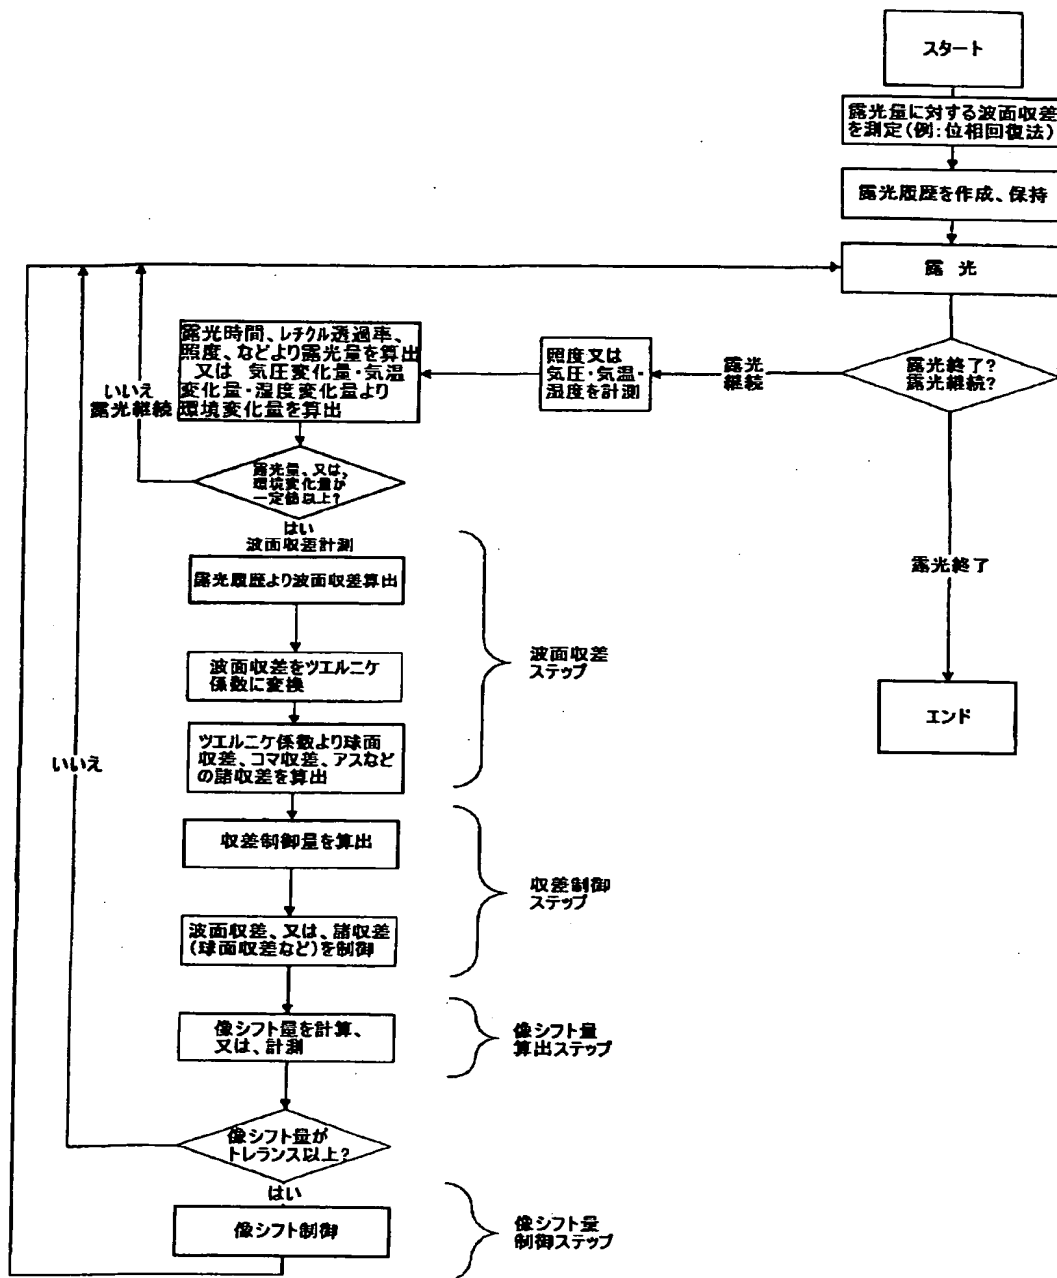 スタート
露光量に対する波面収差
を測定(例:位相回復法)
露光履歴を作成、保持
露 光
露光終了?
露光継続?
露光
継続
照度又は
気圧・気温・
湿度を計測
露光時間、レチクル透過率、
照度、などより露光量を算出
又は 気圧変化量・気温
変化量・湿度変化量より
環境変化量を算出
いいえ
露光継続
露光量、又は、
環境変化量が
一定値以上?
はい
波面収差計測
露光履歴より波面収差算出
波面収差をツエルニケ
係数に変換
ツエルニケ係数より球面
収差、コマ収差、アスなど
の諸収差を算出
波面収差
ステップ
露光終了
エンド
いいえ
収差制御量を算出
波面収差、又は、諸収差
(球面収差など)を制御
収差制御
ステップ
像シフト量を計算、
又は、計測
像シフト量
算出ステップ
像シフト量が
トレランス以上?
はい
像シフト制御
像シフト量
制御ステップ